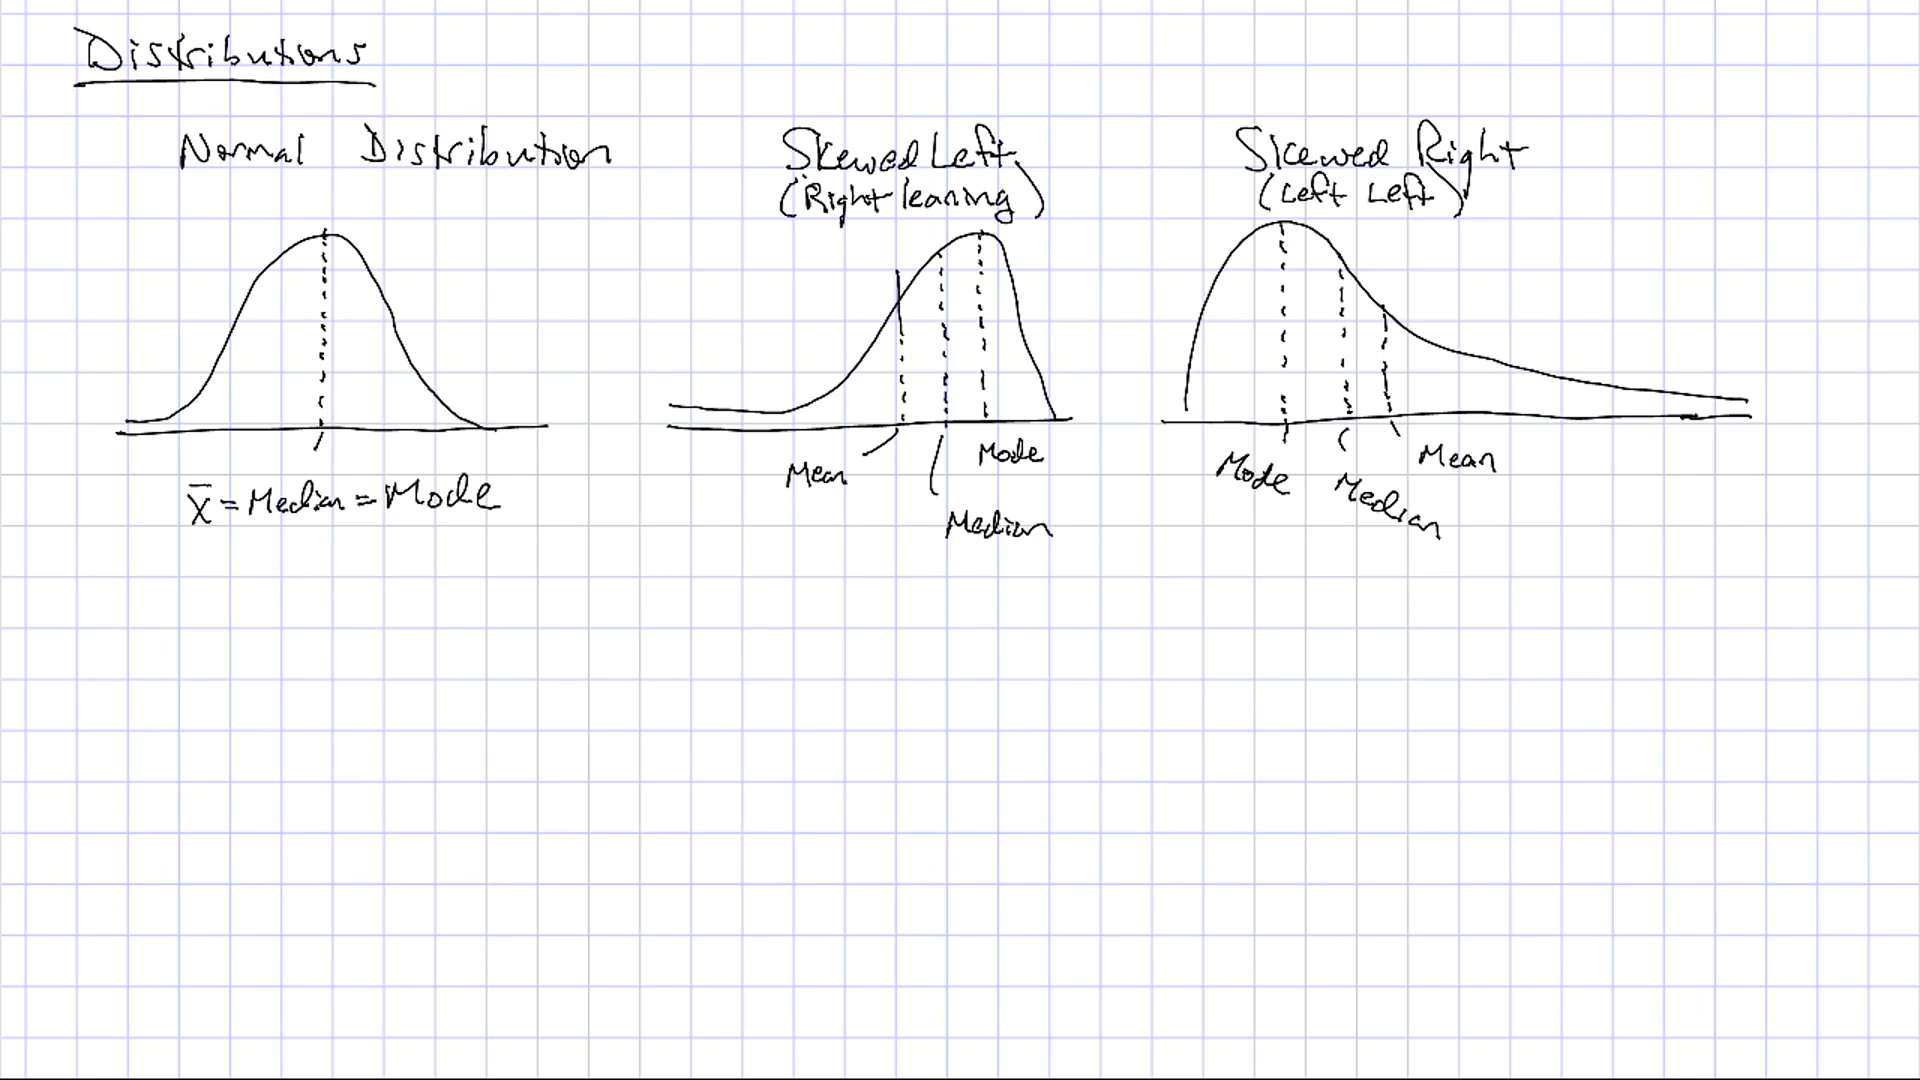 Distributions
Normal Distribution
Skewed Left
(Right leaning)
Skewed Right
(Left Left)
x̄ = Median = Mode
Mean
Mode
Median
Mode
Median
Mean